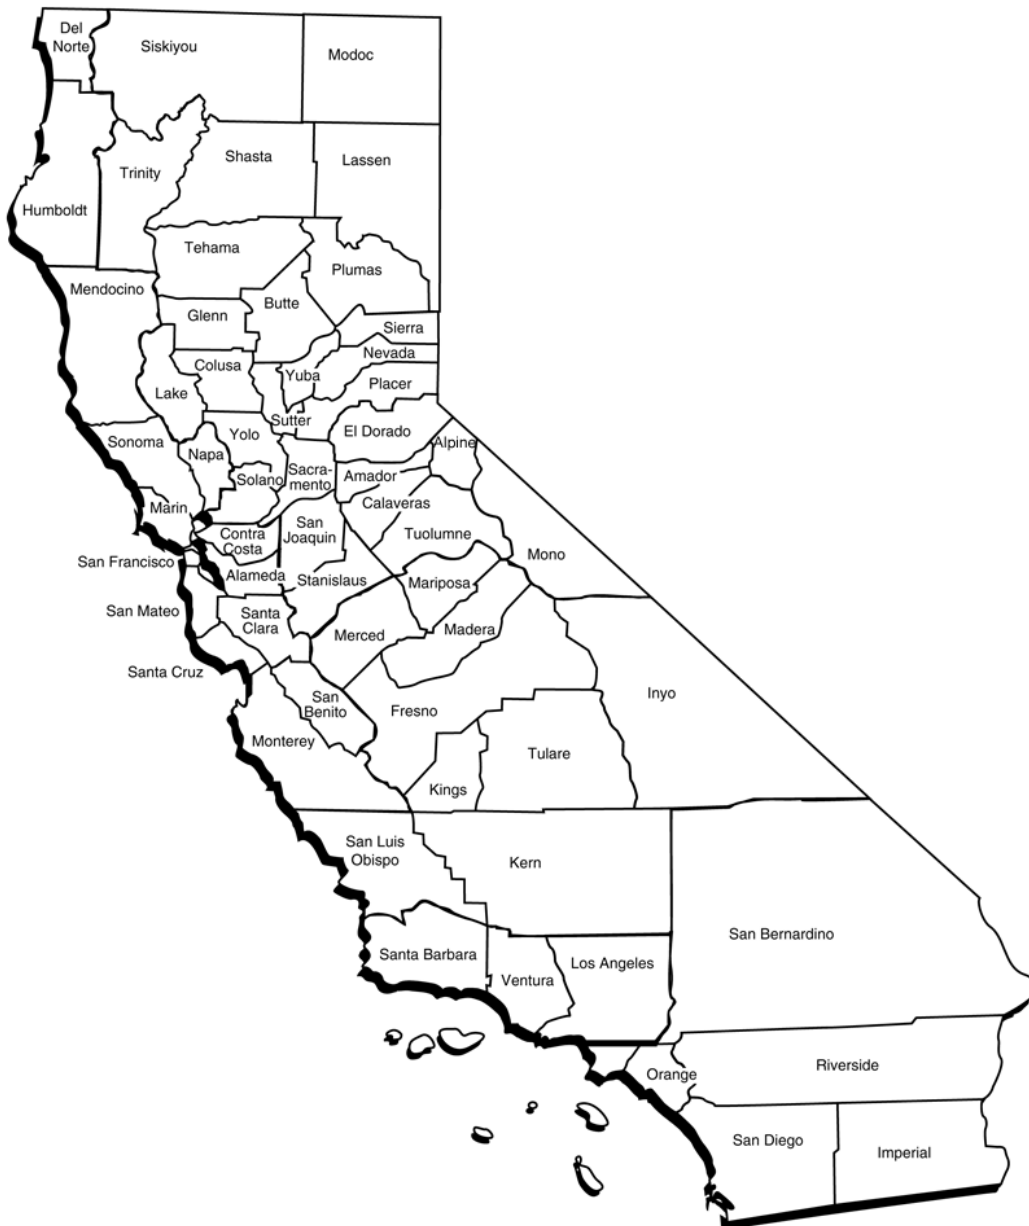 Del
Norte
Siskiyou
Modoc
Shasta
Lassen
Trinity
Humboldt
Tehama
Plumas
Mendocino
Butte
Glenn
Sierra
Nevada
Colusa
Yuba
Placer
Lake
Sutter
El Dorado
Yolo
Sonoma
Alpine
Napa
Sacra-
mento
Solano
Amador
Calaveras
Marin
San
Joaquin
Tuolumne
Contra
Costa
Mono
San Francisco
Alameda
Stanislaus
Mariposa
San Mateo
Santa
Clara
Merced
Madera
Santa Cruz
San
Benito
Fresno
Inyo
Monterey
Tulare
Kings
San Luis
Obispo
Kern
San Bernardino
Santa Barbara
Los Angeles
Ventura
Riverside
Orange
San Diego
Imperial